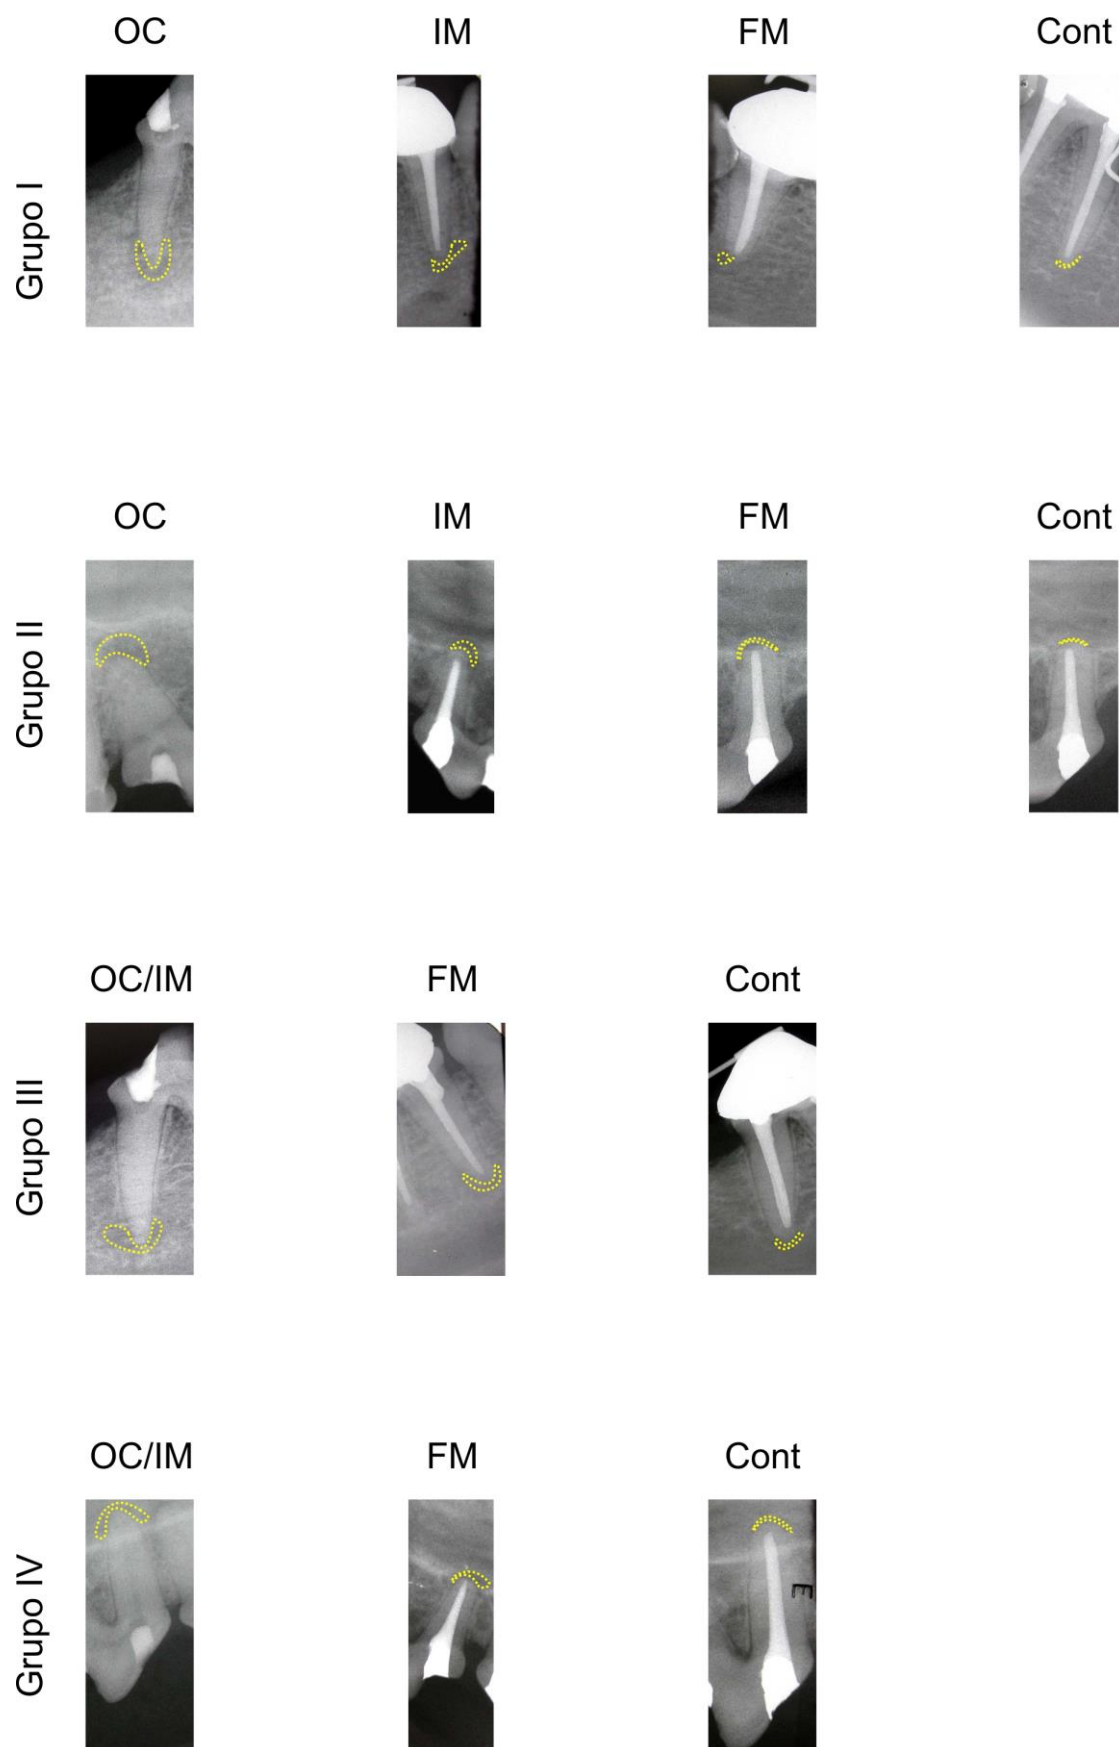 OC IM FM Cont
Grupo I
OC IM FM Cont
Grupo II
OC/IM FM Cont
Grupo III
OC/IM FM Cont
Grupo IV
E